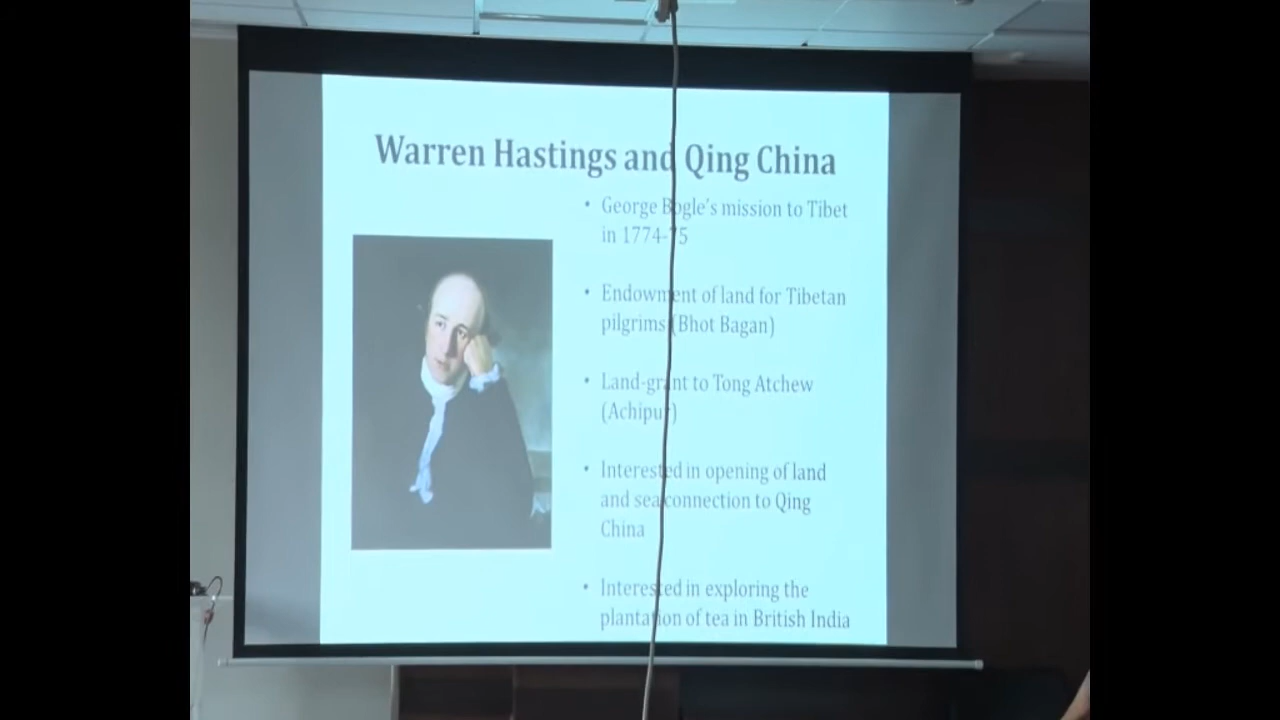 Warren Hastings and Qing China
• George Bogle's mission to Tibet
in 1774-75
• Endowment of land for Tibetan
pilgrims (Bhot Bagan)
• Land-grant to Tong Atchew
(Achipur)
• Interested in opening of land
and sea connection to Qing
China
• Interested in exploring the
plantation of tea in British India